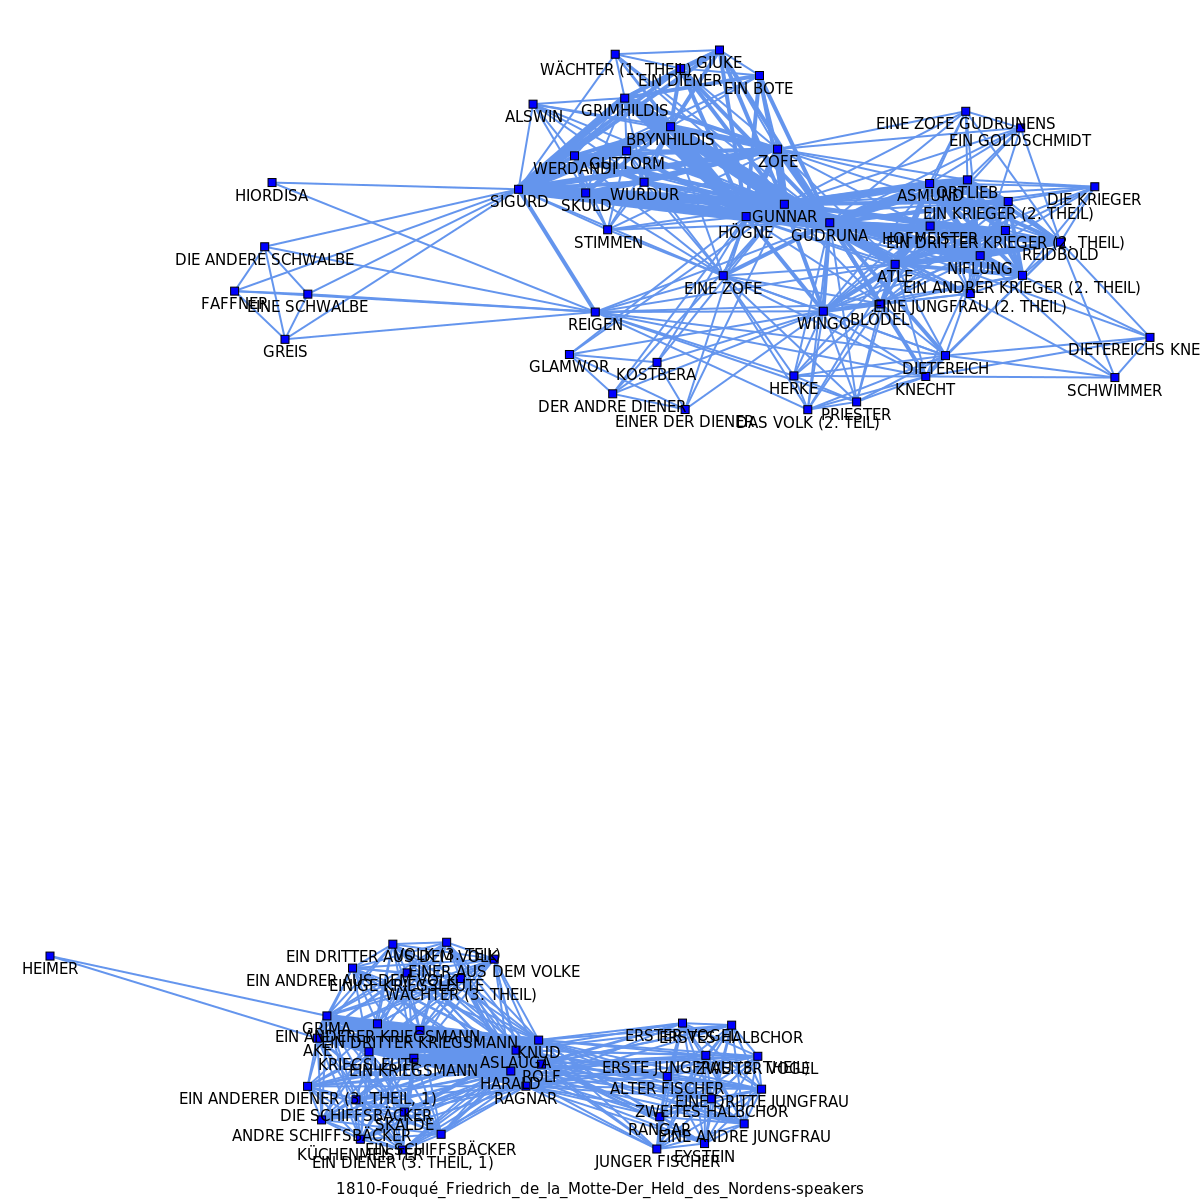 GIUKE
WÄCHTER (1. THEIL)
EIN DIENER
EIN BOTE
GRIMHILDIS
ALSWIN
EINE ZOFE GUDRUNENS
BRYNHILDIS
EIN GOLDSCHMIDT
ZOFE
GUTTORM
WERDANDI
HIORDISA
WURDUR
ASMUND
ORTLIEB
DIE KRIEGER
SIGURD
SKULD
EIN KRIEGER (2. THEIL)
GUNNAR
HÖGNE
GUDRUNA
HOFMEISTER
STIMMEN
EIN DRITTER KRIEGER (2. THEIL)
REIDBOLD
DIE ANDERE SCHWALBE
NIFLUNG
ATLE
EINE ZOFE
EIN ANDRER KRIEGER (2. THEIL)
FAFFNER
EINE SCHWALBE
EINE JUNGFRAU (2. THEIL)
BLÖDEL
REIGEN
WINGO
GREIS
DIETEREICHS KNE
GLAMWOR
KOSTBERA
DIETEREICH
HERKE
KNECHT
SCHWIMMER
DER ANDRE DIENER
EINER DER DIENER
DAS VOLK (2. TEIL)
PRIESTER
EIN DRITTER AUS DEM VOLK
VOLK (3. TEIL)
HEIMER
EINER AUS DEM VOLKE
EIN ANDRER AUS DEM VOLK
EINIGE KRIEGSLEUTE
WÄCHTER (3. THEIL)
GRIMA
EIN ANDERER KRIEGSMANN
EIN DRITTER KRIEGSMANN
ERSTER VOGEL
ERSTES HALBCHOR
AKE
KNUD
KRIEGSLEUTE
ASLAUGA
EIN KRIEGSMANN
ERSTE JUNGFRAU (3. THEIL)
ZWEITER VOGEL
ROLF
HARALD
ALTER FISCHER
EIN ANDERER DIENER (3. THEIL, 1)
RAGNAR
EINE DRITTE JUNGFRAU
DIE SCHIFFSBÄCKER
ZWEITES HALBCHOR
SKALDE
RANGAR
ANDRE SCHIFFSBÄCKER
EINE ANDRE JUNGFRAU
EIN SCHIFFSBÄCKER
KÜCHENMEISTER
EYSTEIN
EIN DIENER (3. THEIL, 1)
JUNGER FISCHER
1810-Fouqué_Friedrich_de_la_Motte-Der_Held_des_Nordens-speakers